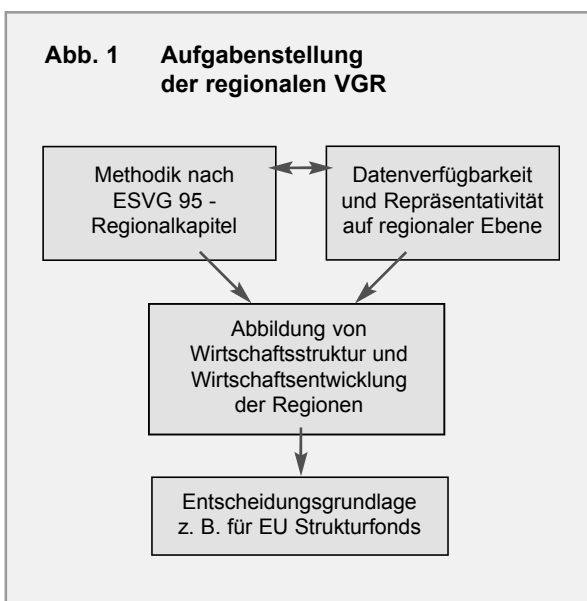 Abb. 1 Aufgabenstellung
der regionalen VGR
Methodik nach
ESVG 95 -
Regionalkapitel
Datenverfügbarkeit
und Repräsentativität
auf regionaler Ebene
Abbildung von
Wirtschaftsstruktur und
Wirtschaftsentwicklung
der Regionen
Entscheidungsgrundlage
z. B. für EU Strukturfonds